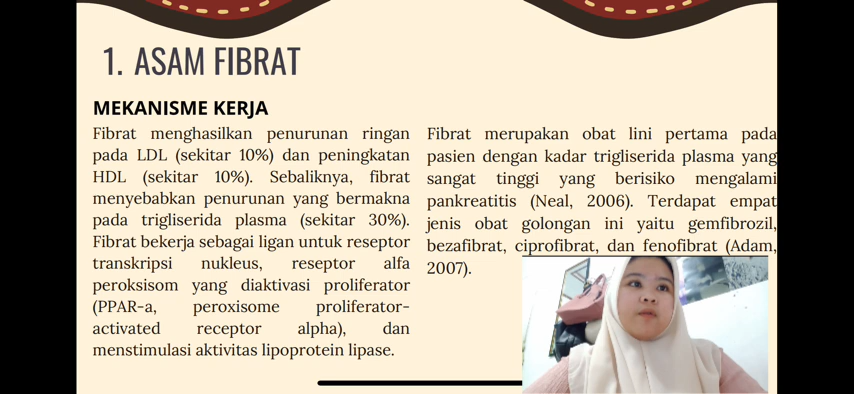 1. ASAM FIBRAT
MEKANISME KERJA
Fibrat menghasilkan penurunan ringan
pada LDL (sekitar 10%) dan peningkatan
HDL (sekitar 10%). Sebaliknya, fibrat
menyebabkan penurunan yang bermakna
pada trigliserida plasma (sekitar 30%).
Fibrat bekerja sebagai ligan untuk reseptor
transkripsi nukleus, reseptor alfa
peroksisom yang diaktivasi proliferator
(PPAR-a, peroxisome proliferator-
activated receptor alpha), dan
menstimulasi aktivitas lipoprotein lipase.
Fibrat merupakan obat lini pertama pada
pasien dengan kadar trigliserida plasma yang
sangat tinggi yang berisiko mengalami
pankreatitis (Neal, 2006). Terdapat empat
jenis obat golongan ini yaitu gemfibrozil,
bezafibrat, ciprofibrat, dan fenofibrat (Adam,
2007).